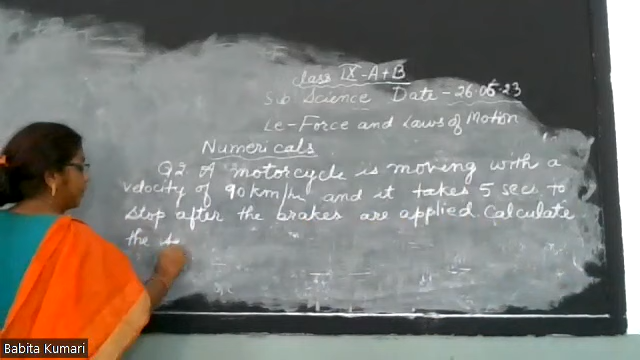 class IX-A+B
Sub Science Date - 26.05.23
Le-Force and Laws of Motion
Numericals
Q2. A motorcycle is moving with a
velocity of 90 km/h and it takes 5 sec to
stop after the brakes are applied. Calculate
the
Babita Kumari